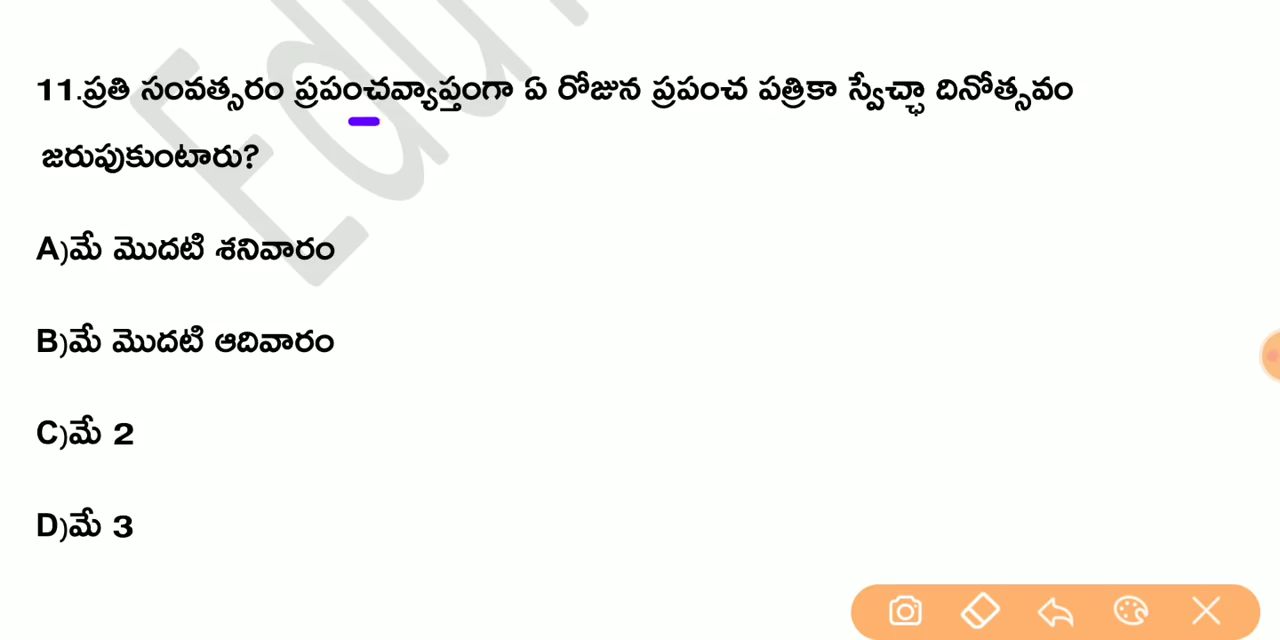 11.ప్రతి సంవత్సరం ప్రపంచవ్యాప్తంగా ఏ రోజున ప్రపంచ పత్రికా స్వేచ్ఛా దినోత్సవం
జరుపుకుంటారు?
A)మే మొదటి శనివారం
B)మే మొదటి ఆదివారం
C)మే 2
D)మే 3